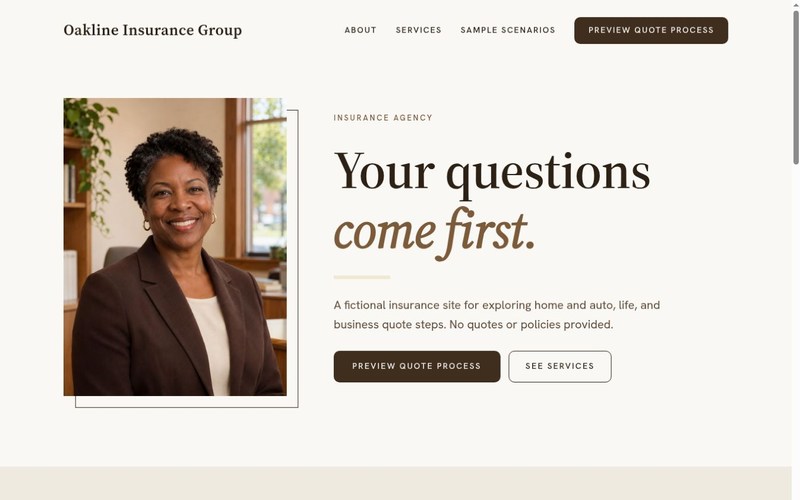 Oakline Insurance Group
ABOUT
SERVICES
SAMPLE SCENARIOS
PREVIEW QUOTE PROCESS
INSURANCE AGENCY
Your questions
come first.
A fictional insurance site for exploring home and auto, life, and
business quote steps. No quotes or policies provided.
PREVIEW QUOTE PROCESS
SEE SERVICES